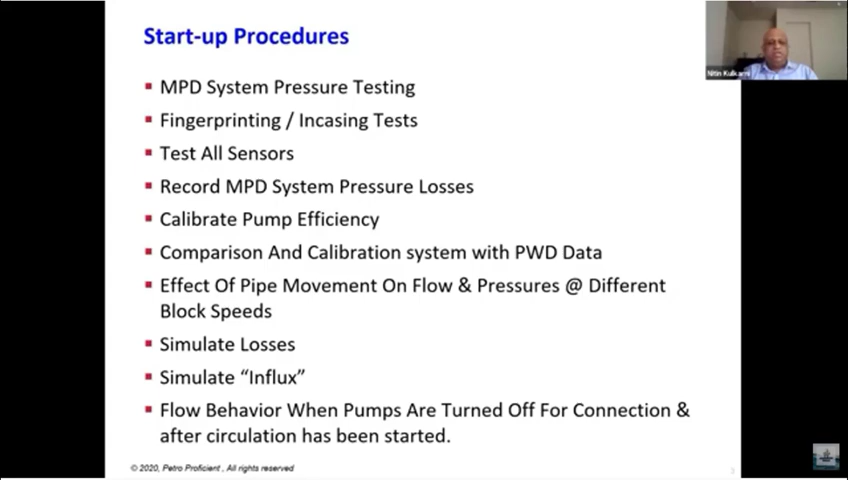 Start-up Procedures
Nitin Kulkarni
▪ MPD System Pressure Testing
▪ Fingerprinting / Incasing Tests
▪ Test All Sensors
▪ Record MPD System Pressure Losses
▪ Calibrate Pump Efficiency
▪ Comparison And Calibration system with PWD Data
▪ Effect Of Pipe Movement On Flow & Pressures @ Different
Block Speeds
▪ Simulate Losses
▪ Simulate “Influx”
▪ Flow Behavior When Pumps Are Turned Off For Connection &
after circulation has been started.
© 2020, Petro Proficient , All rights reserved
3